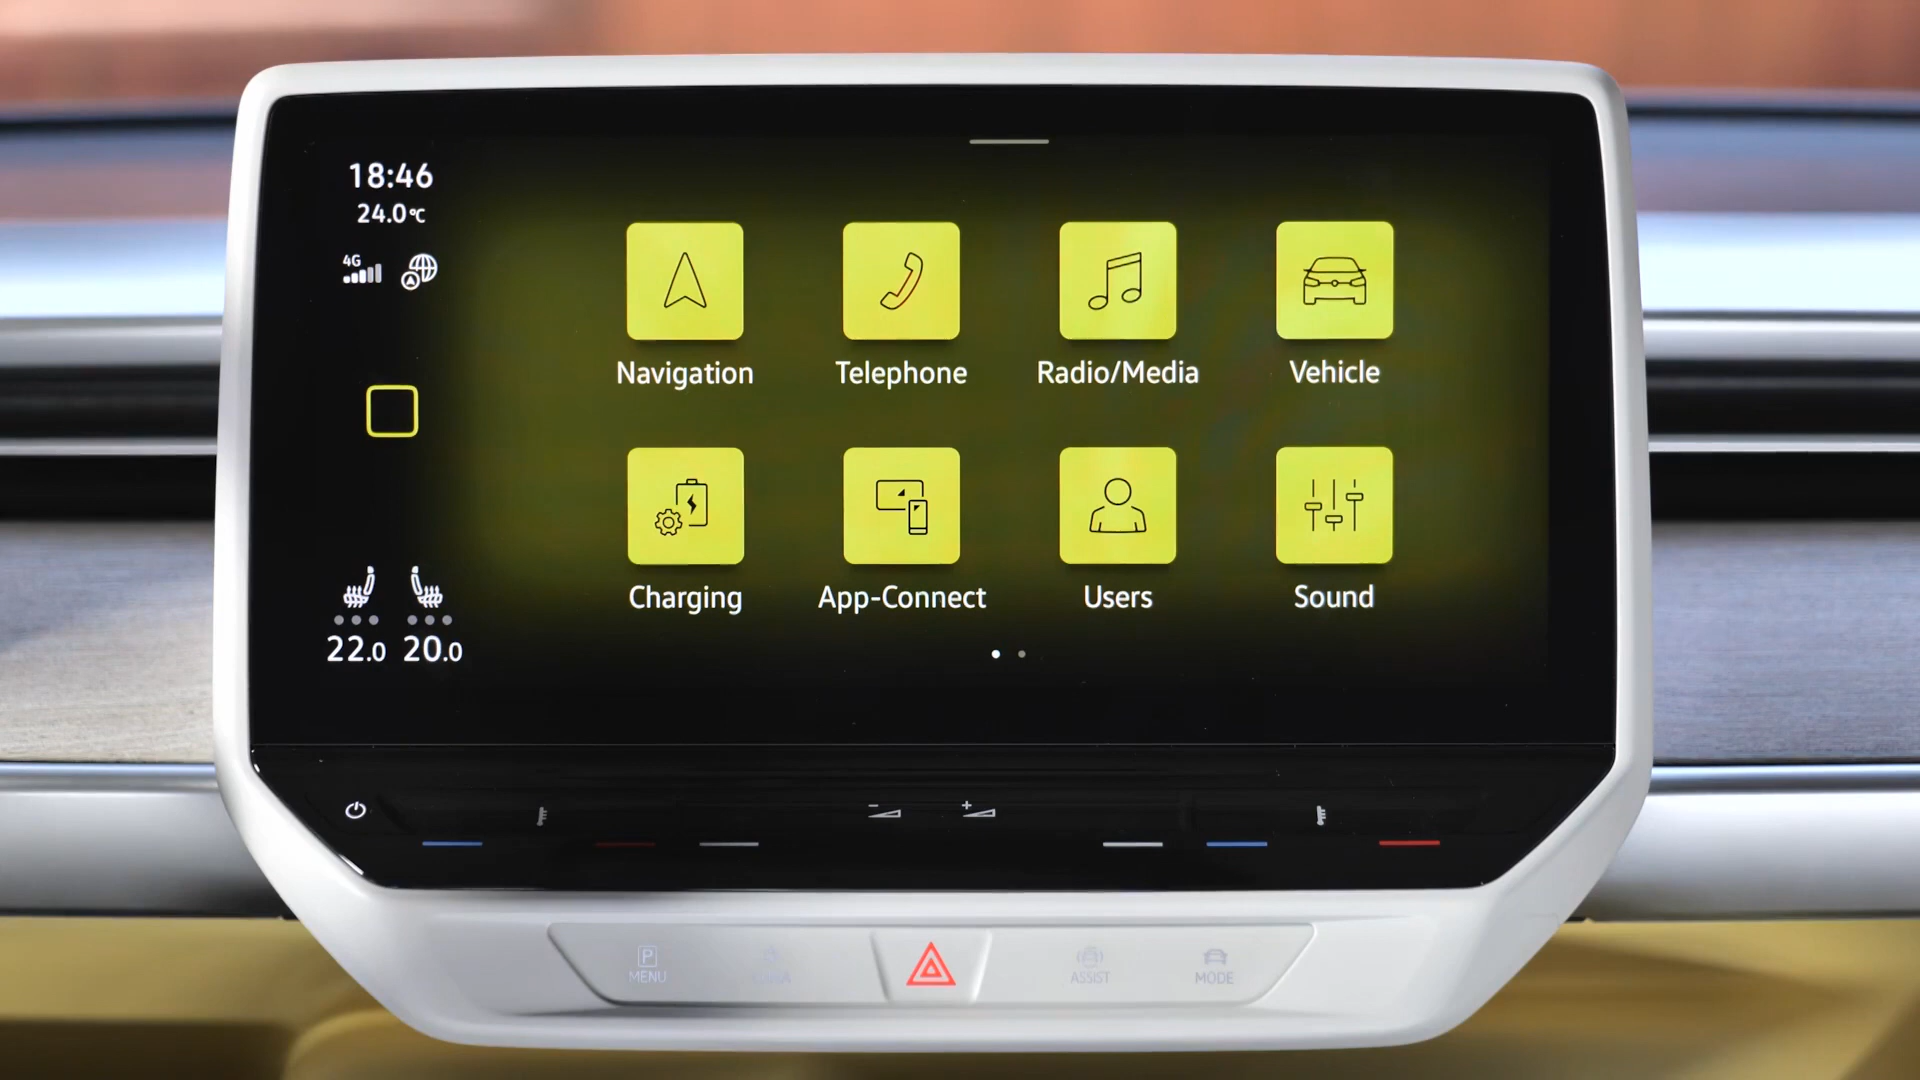 18:46
24.0°C
4G
A
Navigation
Telephone
Radio/Media
Vehicle
Charging
App-Connect
Users
Sound
22.0
20.0
P
MENU
ASSIST
MODE